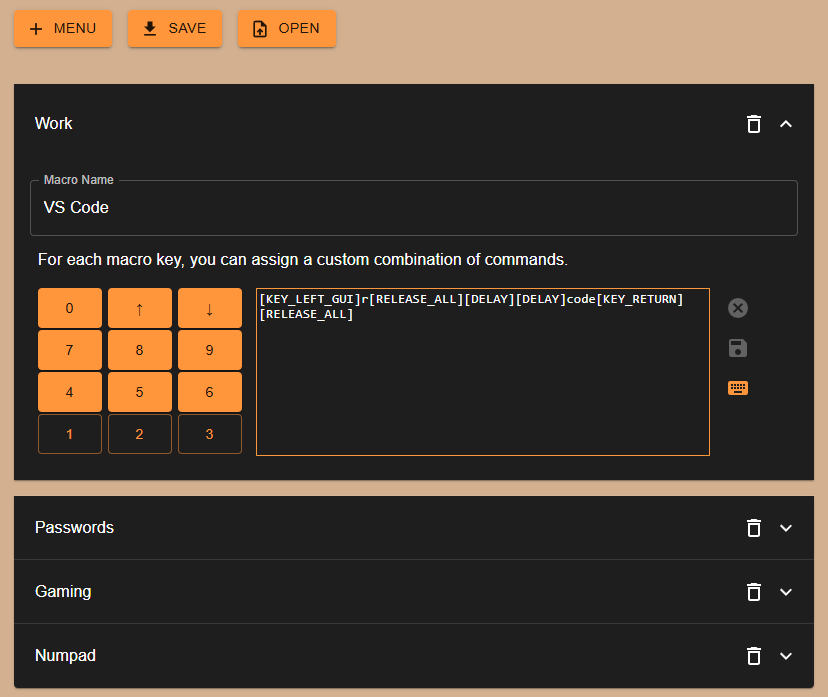 MENU
SAVE
OPEN
Work
Macro Name
VS Code
For each macro key, you can assign a custom combination of commands.
0 ↑ ↓
7 8 9
4 5 6
1 2 3
[KEY_LEFT_GUI]r[RELEASE_ALL][DELAY][DELAY]code[KEY_RETURN]
[RELEASE_ALL]
Passwords
Gaming
Numpad